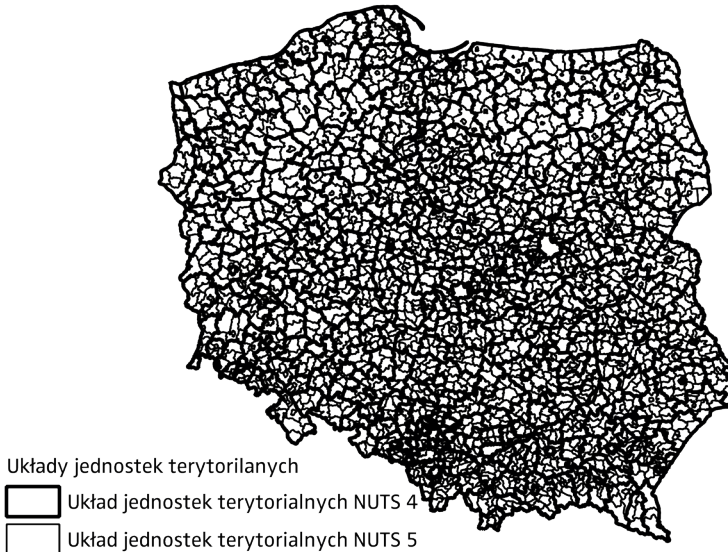 Układy jednostek terytorilanych
Układ jednostek terytorialnych NUTS 4
Układ jednostek terytorialnych NUTS 5